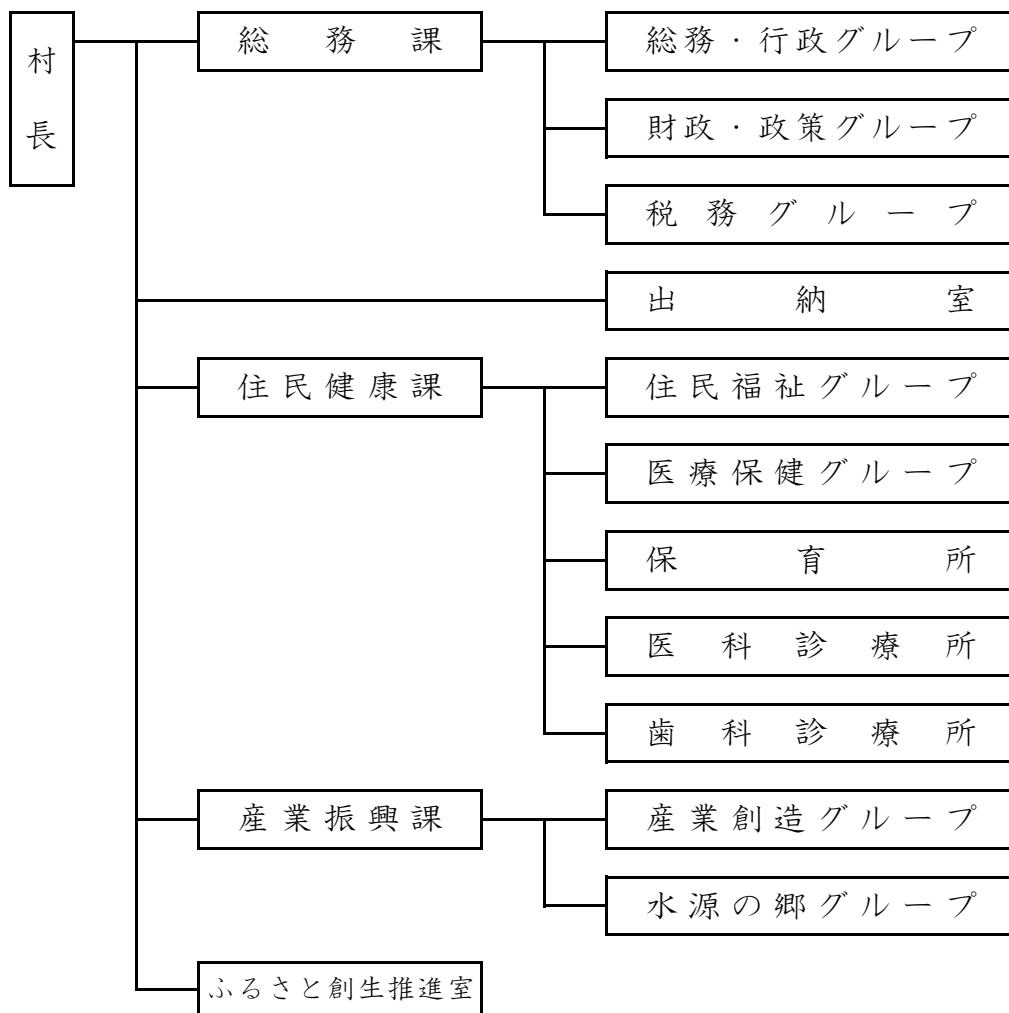 村長
総務課
総務・行政グループ
財政・政策グループ
税務グループ
出納室
住民健康課
住民福祉グループ
医療保健グループ
保育所
医科診療所
歯科診療所
産業振興課
産業創造グループ
水源の郷グループ
ふるさと創生推進室